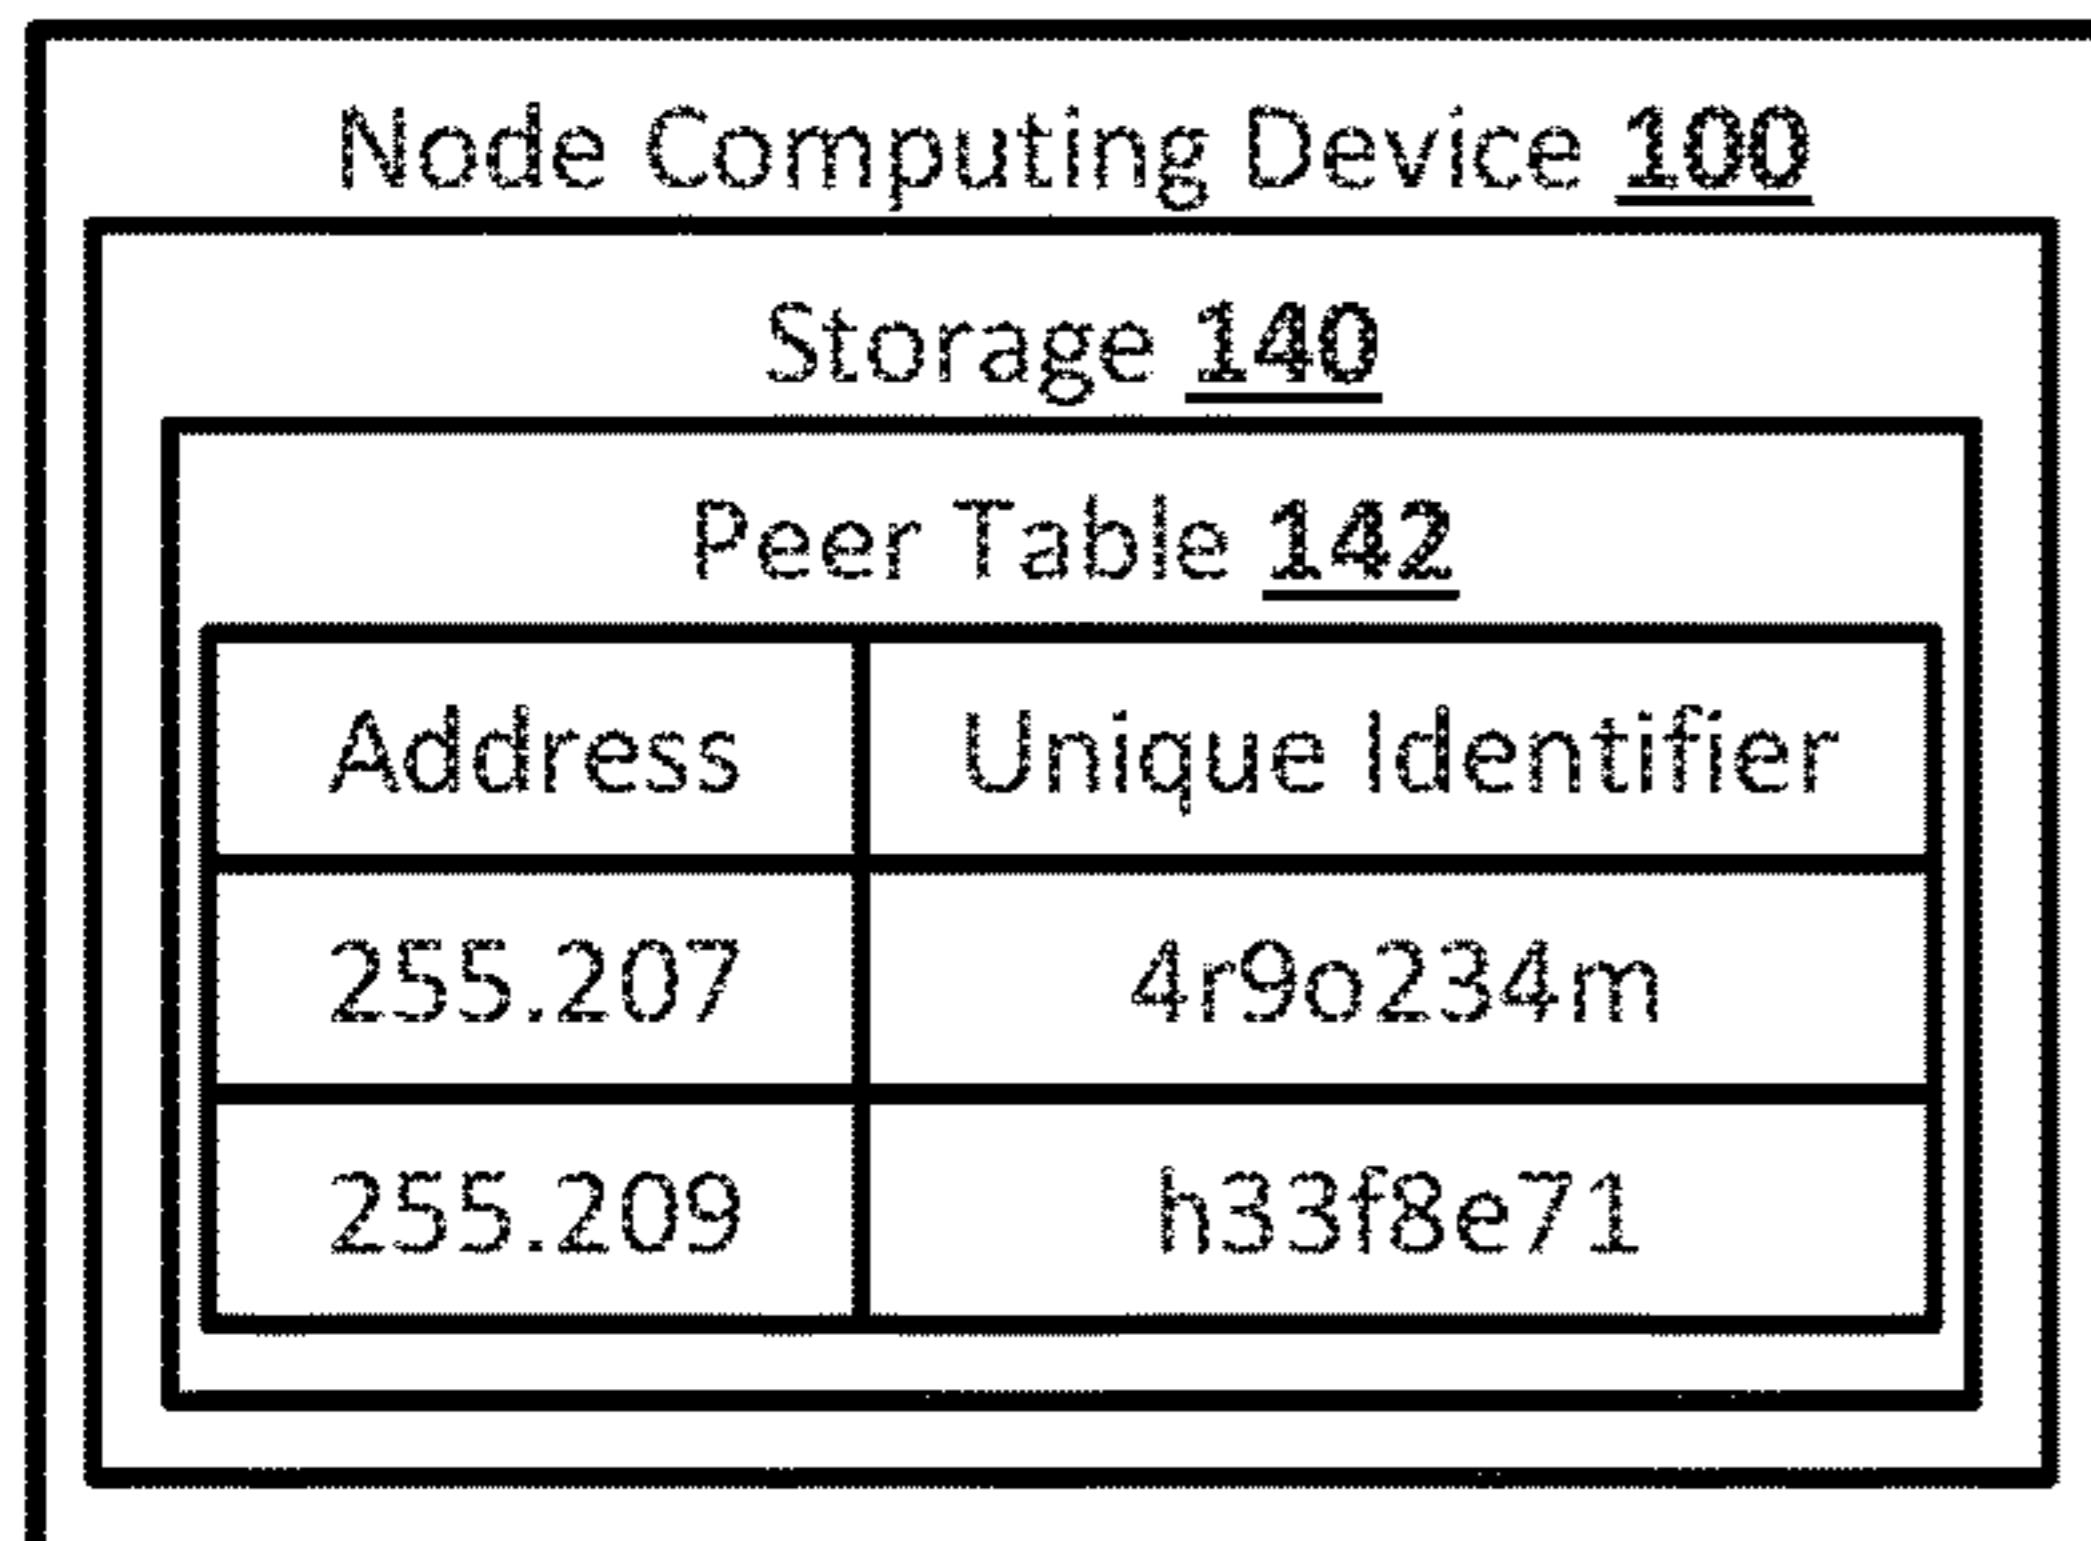 Node Computing Device 100
Storage 140
Peer Table 142
Address Unique Identifier
255.207 4r9o234m
255.209 h33f8e71